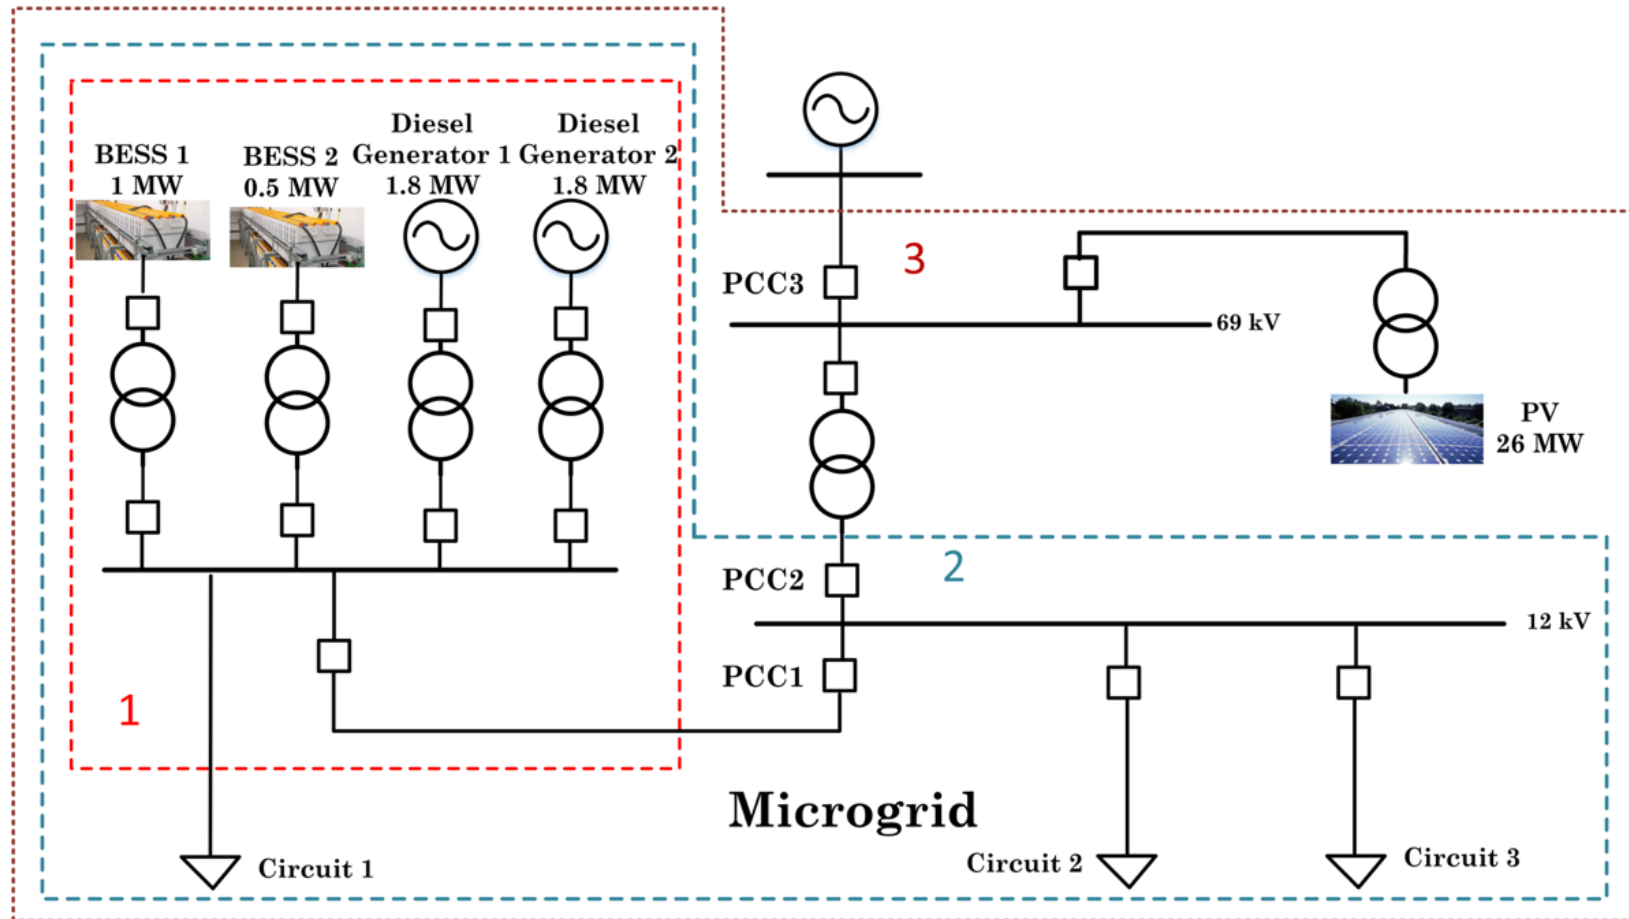 BESS 1
1 MW
BESS 2
0.5 MW
Diesel
Generator 1
1.8 MW
Diesel
Generator 2
1.8 MW
3
PCC3
69 kV
PV
26 MW
2
PCC2
12 kV
PCC1
1
Microgrid
Circuit 1
Circuit 2
Circuit 3